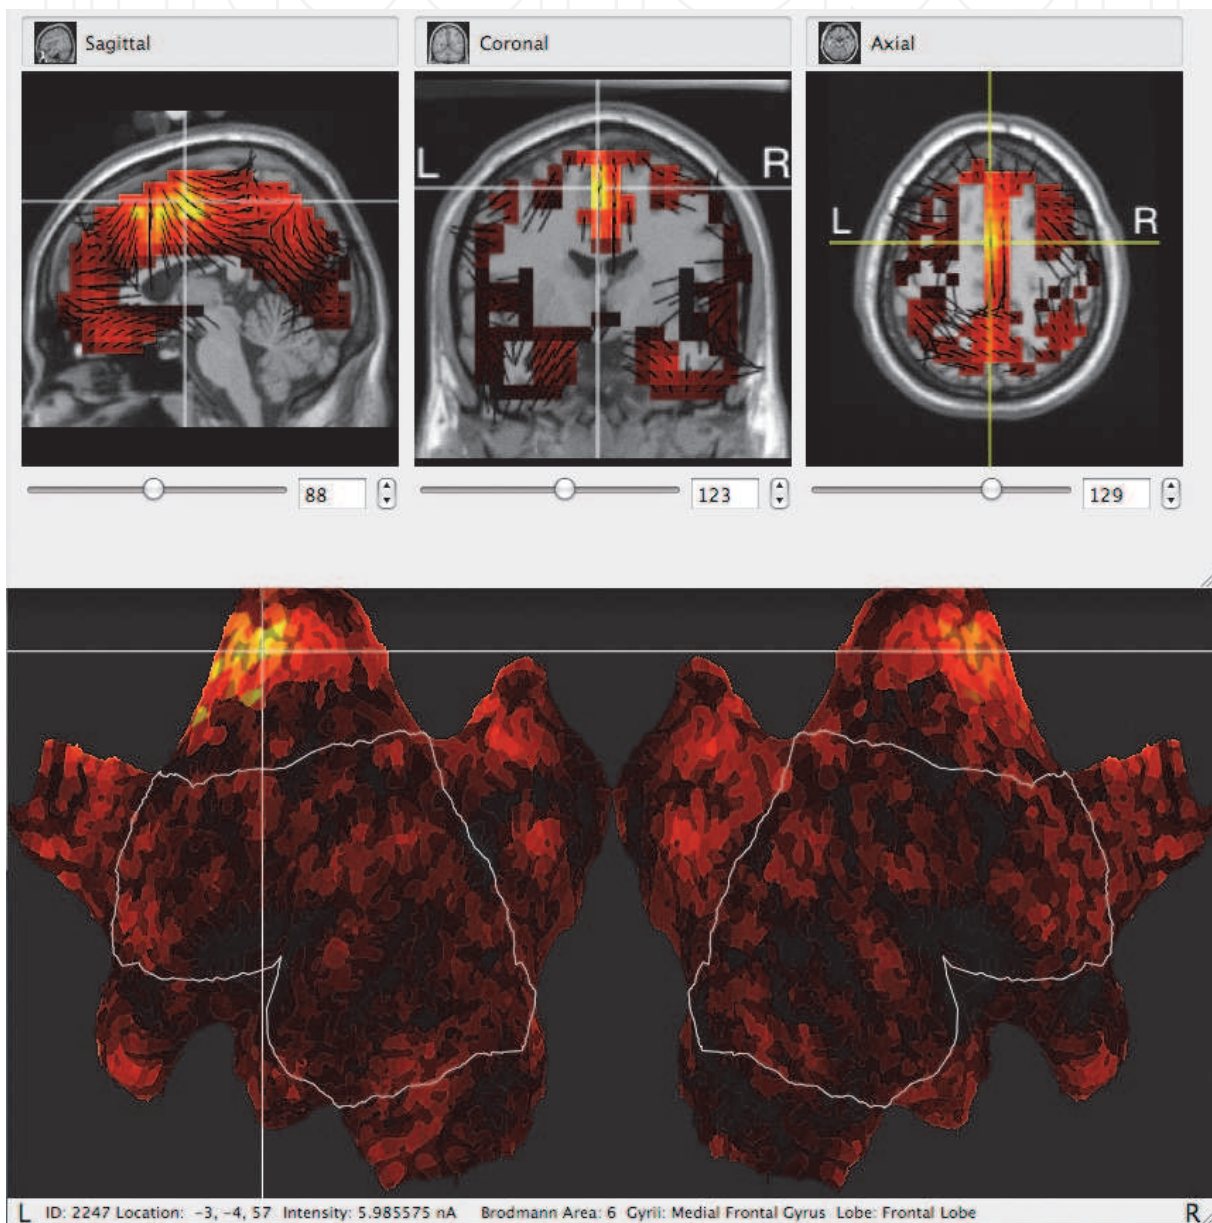 Sagittal
Coronal
Axial
L
R
L
R
88
123
129
L ID: 2247 Location: -3, -4, 57 Intensity: 5.985575 nA Brodmann Area: 6 Gyrii: Medial Frontal Gyrus Lobe: Frontal Lobe R